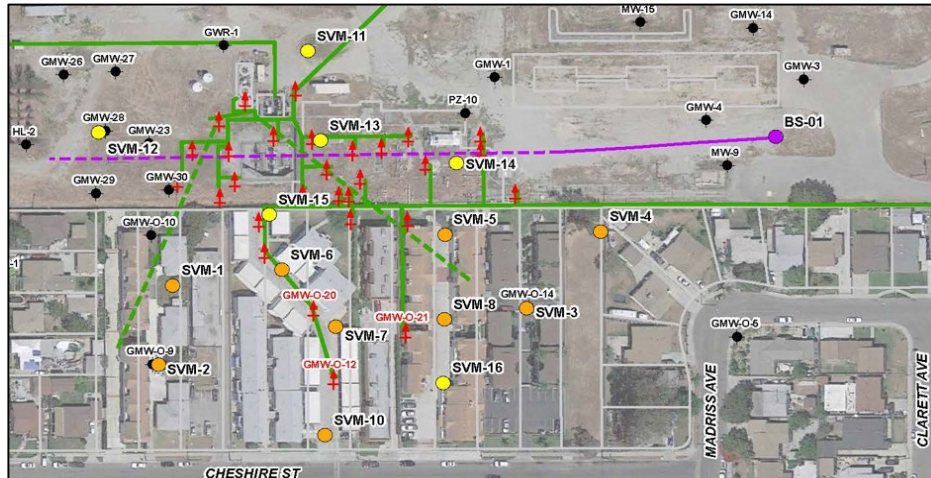 MW-15
GMW-14
GWR-1
SVM-11
GMW-26
GMW-27
GMW-1
GMW-3
PZ-10
GMW-4
GMW-28
BS-01
HL-2
GMW-23
SVM-13
SVM-12
SVM-14
MW-9
GMW-29
GMW-30
SVM-15
GMW-O-10
SVM-5
SVM-4
-1
SVM-6
SVM-1
GMW-O-20
GMW-O-14
SVM-8
SVM-3
GMW-O-21
GMW-O-5
SVM-7
GMW-O-9
SVM-2
GMW-O-12
SVM-16
SVM-10
MADRISS AVE
CLARETT AVE
CHESHIRE ST